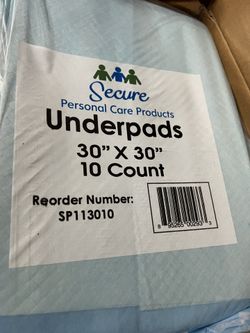 Secure
Personal Care Products
Underpads
30" X 30"
10 Count
Reorder Number:
SP113010